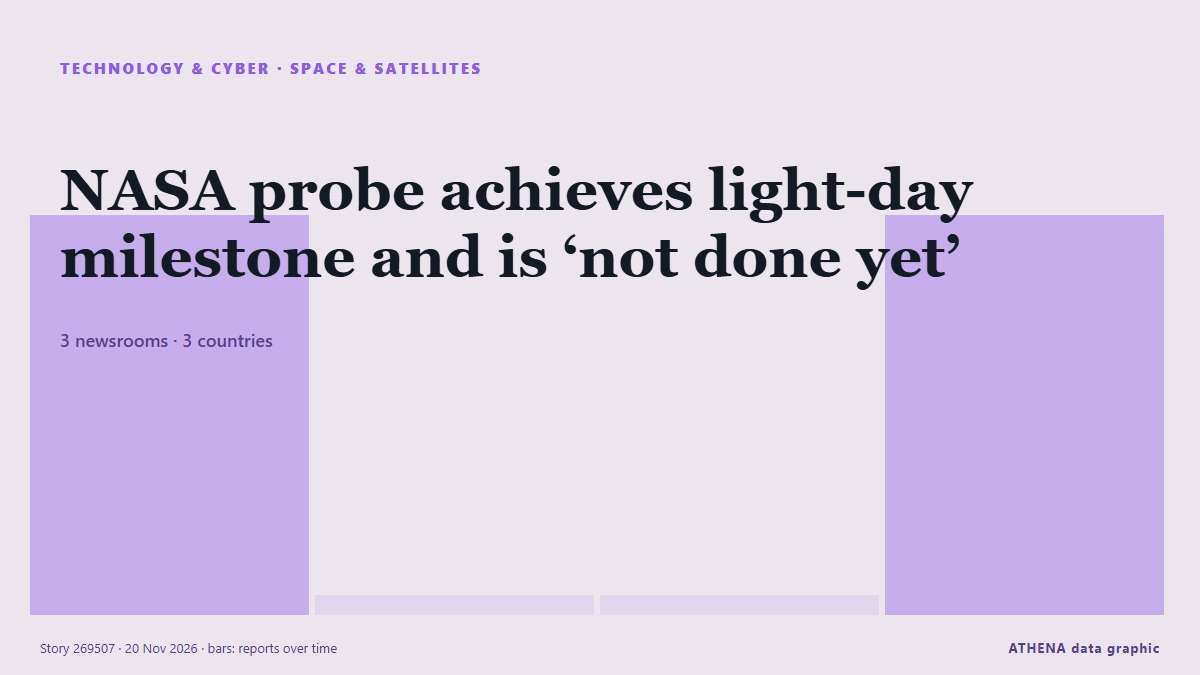 TECHNOLOGY & CYBER · SPACE & SATELLITES
NASA probe achieves light-day
milestone and is ‘not done yet’
3 newsrooms · 3 countries
Story 269507 · 20 Nov 2026 · bars: reports over time
ATHENA data graphic